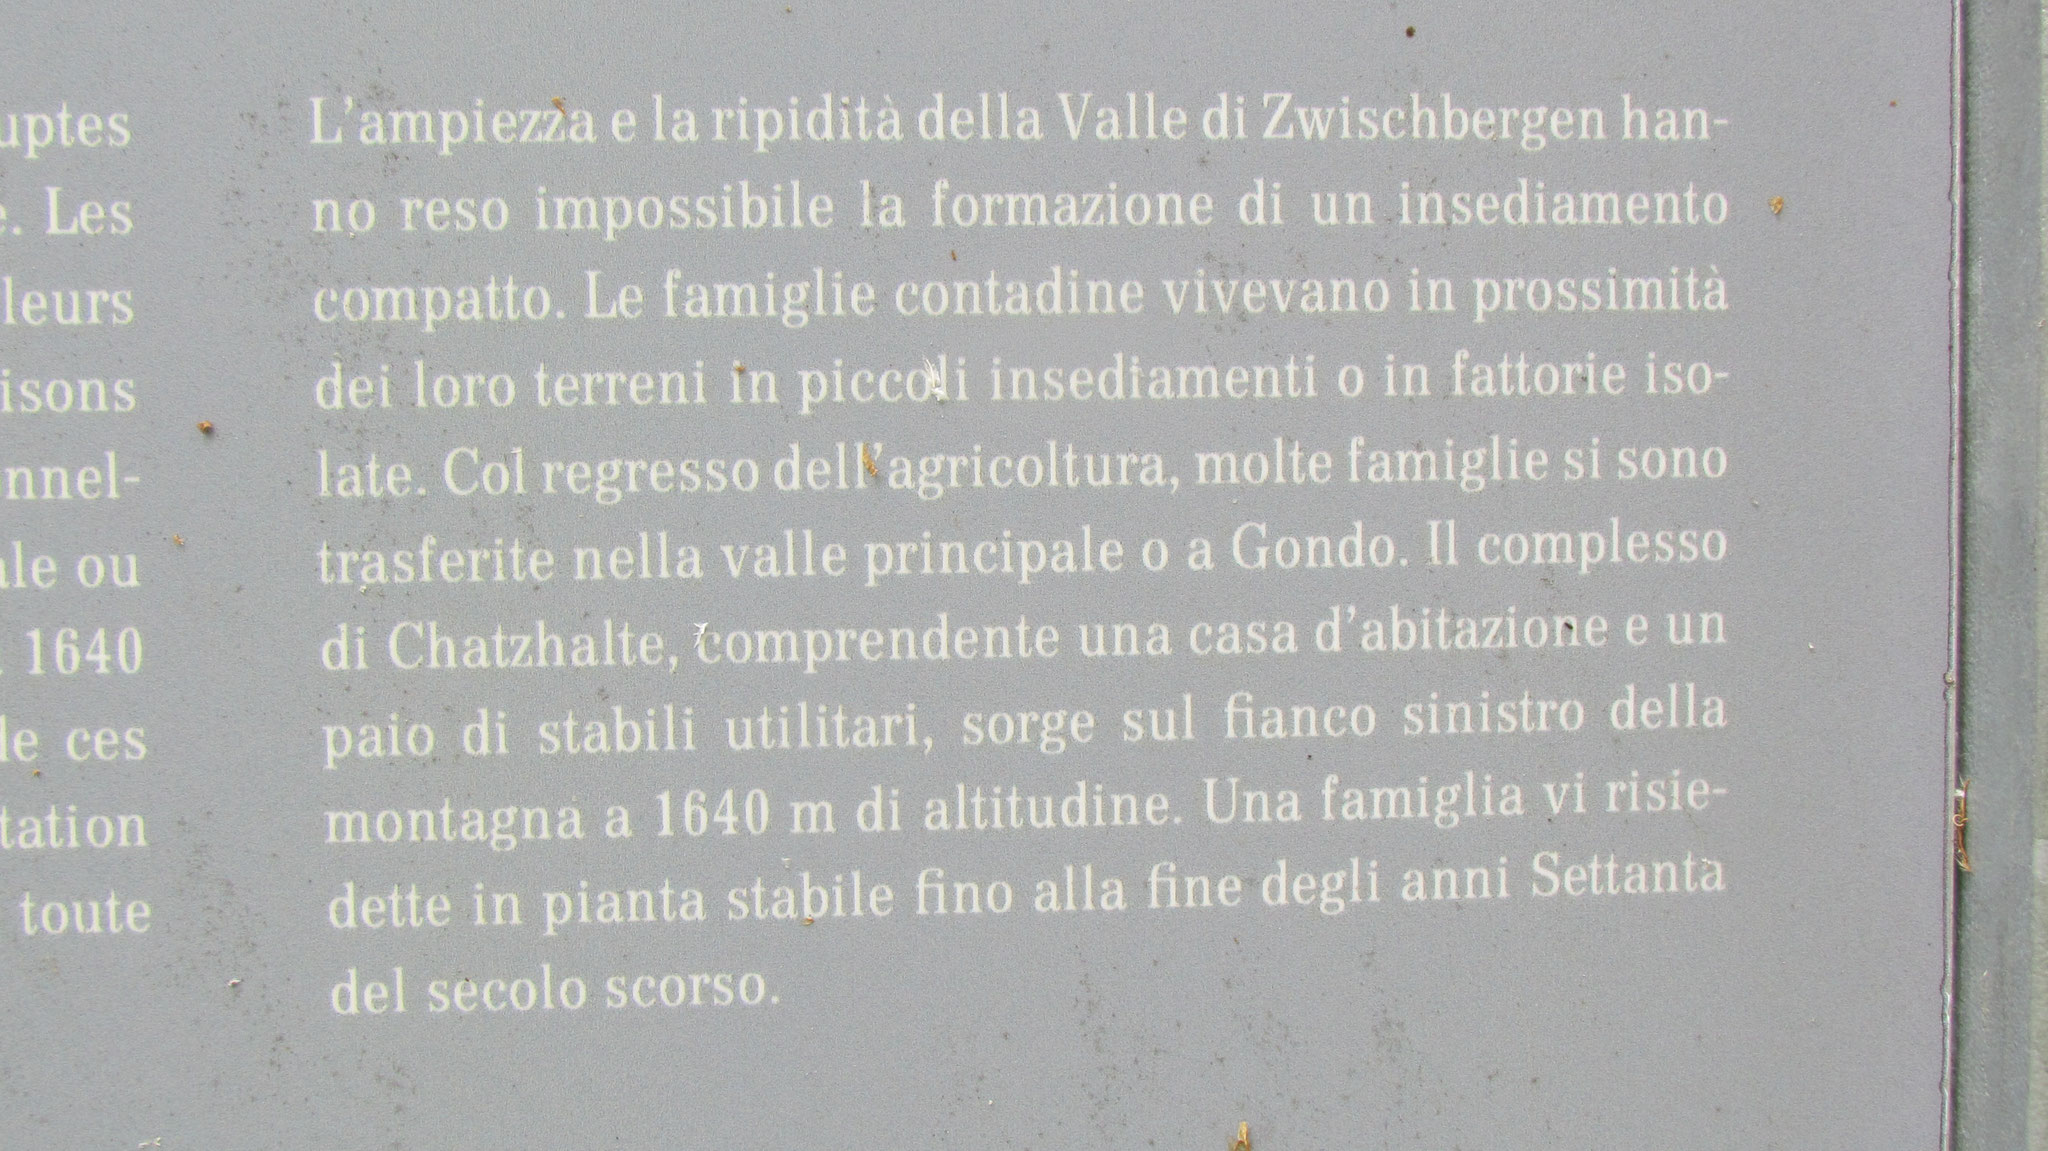 uptes
e. Les
leurs
isons
nnel-
ale ou
1640
de ces
tation
toute
L'ampiezza e la ripidità della Valle di Zwischbergen han-
no reso impossibile la formazione di un insediamento
compatto. Le famiglie contadine vivevano in prossimità
dei loro terreni in piccoli insediamenti o in fattorie iso-
late. Col regresso dell'agricoltura, molte famiglie si sono
trasferite nella valle principale o a Gondo. Il complesso
di Chatzhalte, comprendente una casa d'abitazione e un
paio di stabili utilitari, sorge sul fianco sinistro della
montagna a 1640 m di altitudine. Una famiglia vi risie-
dette in pianta stabile fino alla fine degli anni Settanta
del secolo scorso.